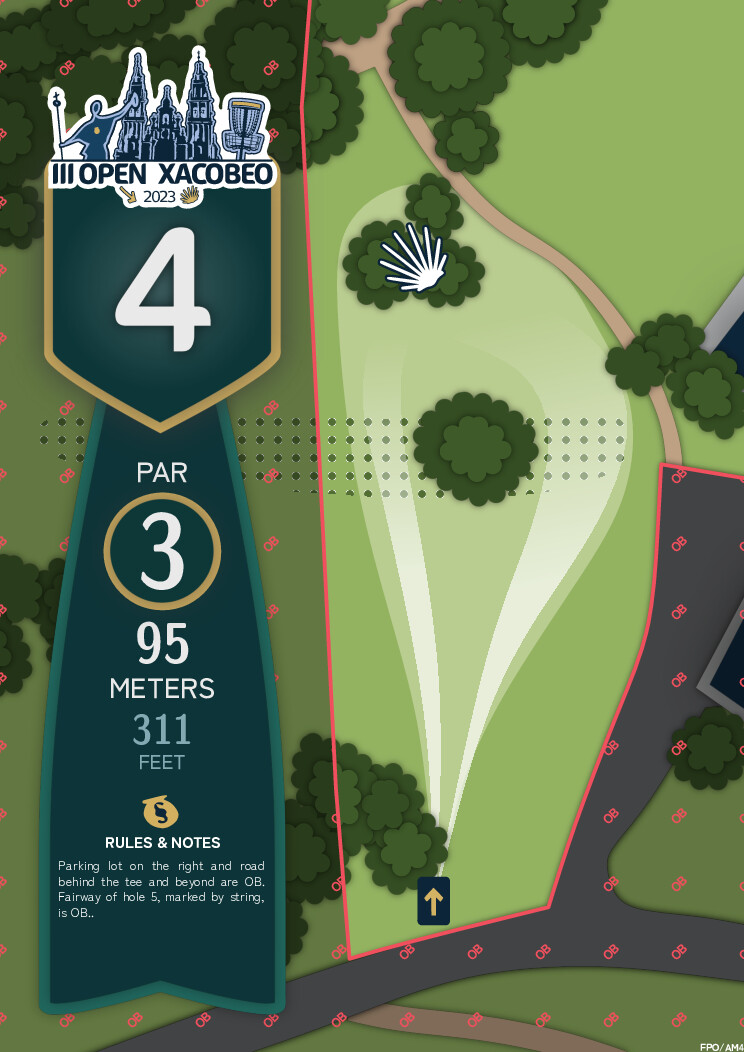 III OPEN XACOBEO
2023
4
PAR
3
95
METERS
311
FEET
RULES & NOTES
Parking lot on the right and road
behind the tee and beyond are OB.
Fairway of hole 5, marked by string,
is OB..
OB
FPO/AM4